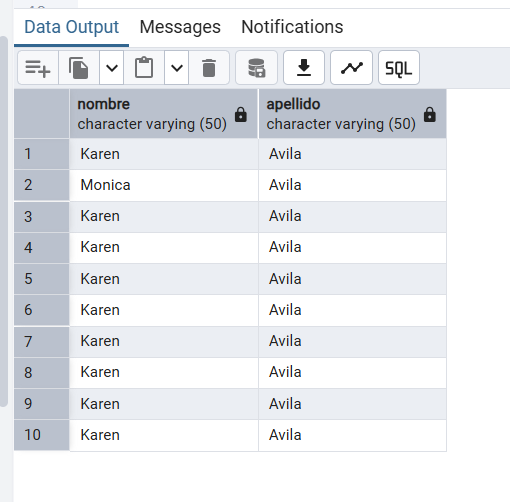 Data Output Messages Notifications
SQL
nombre apellido
character varying (50) character varying (50)
1 Karen Avila
2 Monica Avila
3 Karen Avila
4 Karen Avila
5 Karen Avila
6 Karen Avila
7 Karen Avila
8 Karen Avila
9 Karen Avila
10 Karen Avila